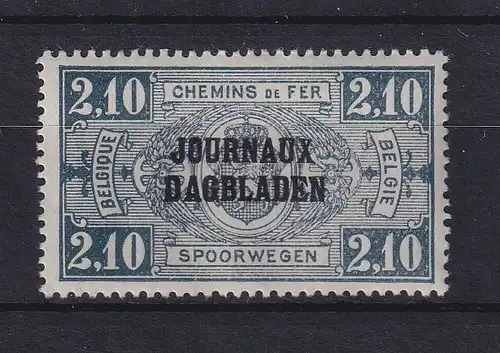 2,10
CHEMINS DE FER
2,10
BELGIQUE
JOURNAUX
DAGBLADEN
BELGIE
2,10
SPOORWEGEN
2,10